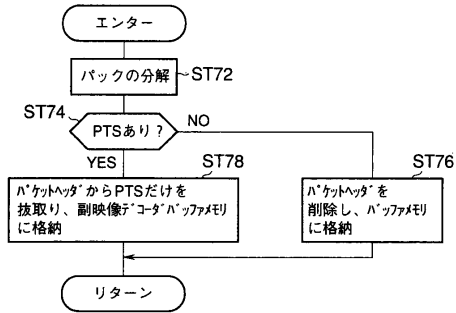 エンター
パックの分解
ST72
ST74
PTSあり?
NO
YES
ST78
ST76
パケットヘッダからPTSだけを
抜取り、副映像デコーダバッファメモリ
に格納
パケットヘッダを
削除し、バッファメモリ
に格納
リターン